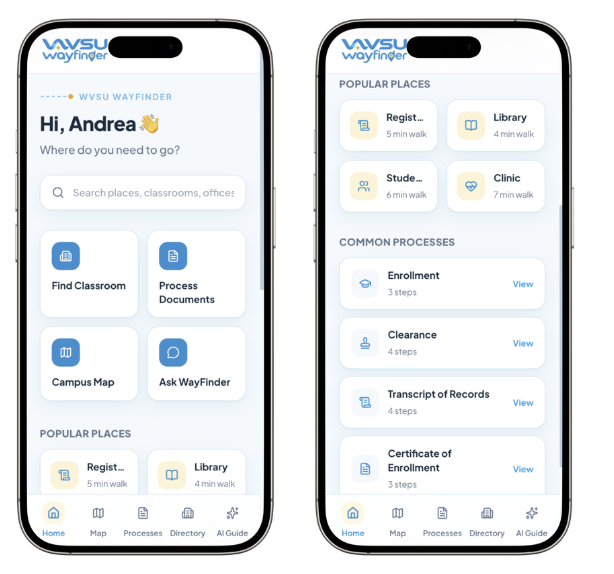 WVSU
wayfinder
WVSU WAYFINDER
Hi, Andrea 👋
Where do you need to go?
Search places, classrooms, offices
Find Classroom
Process
Documents
Campus Map
Ask WayFinder
POPULAR PLACES
Regist...
5 min walk
Library
4 min walk
Home
Map
Processes
Directory
AI Guide
WVSU
wayfinder
POPULAR PLACES
Regist...
5 min walk
Library
4 min walk
Stude...
6 min walk
Clinic
7 min walk
COMMON PROCESSES
Enrollment
3 steps
View
Clearance
4 steps
View
Transcript of Records
4 steps
View
Certificate of
Enrollment
3 steps
View
Home
Map
Processes
Directory
AI Guide